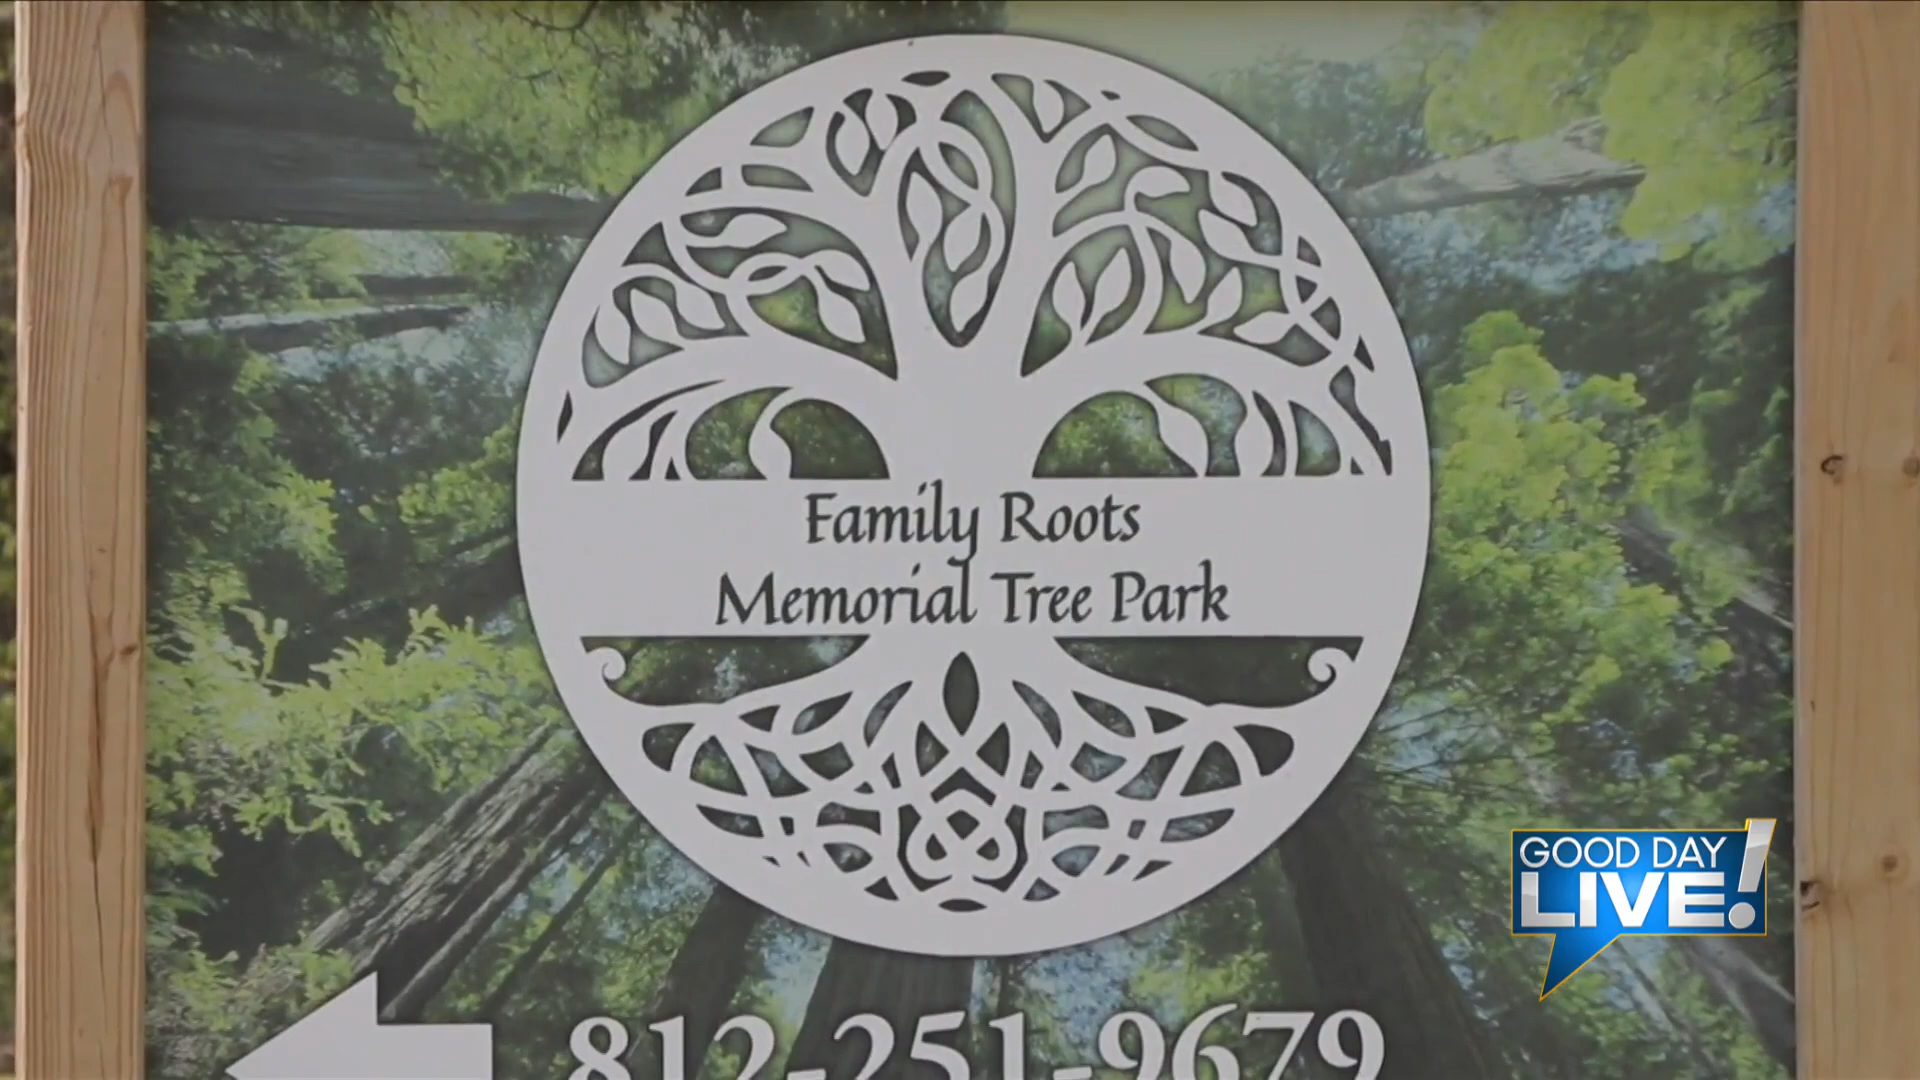 Family Roots
Memorial Tree Park
812-251-9679
GOOD DAY
LIVE!